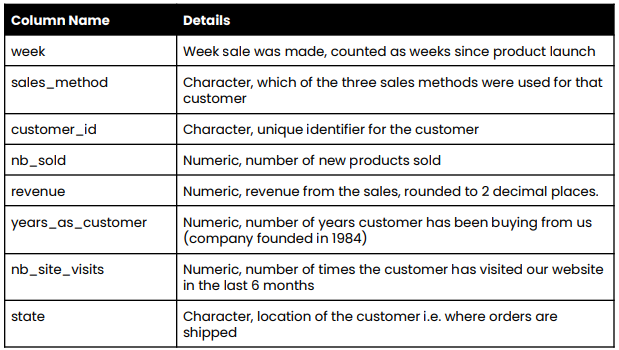 Column Name Details
week Week sale was made, counted as weeks since product launch
sales_method Character, which of the three sales methods were used for that
customer
customer_id Character, unique identifier for the customer
nb_sold Numeric, number of new products sold
revenue Numeric, revenue from the sales, rounded to 2 decimal places.
years_as_customer Numeric, number of years customer has been buying from us
(company founded in 1984)
nb_site_visits Numeric, number of times the customer has visited our website
in the last 6 months
state Character, location of the customer i.e. where orders are
shipped